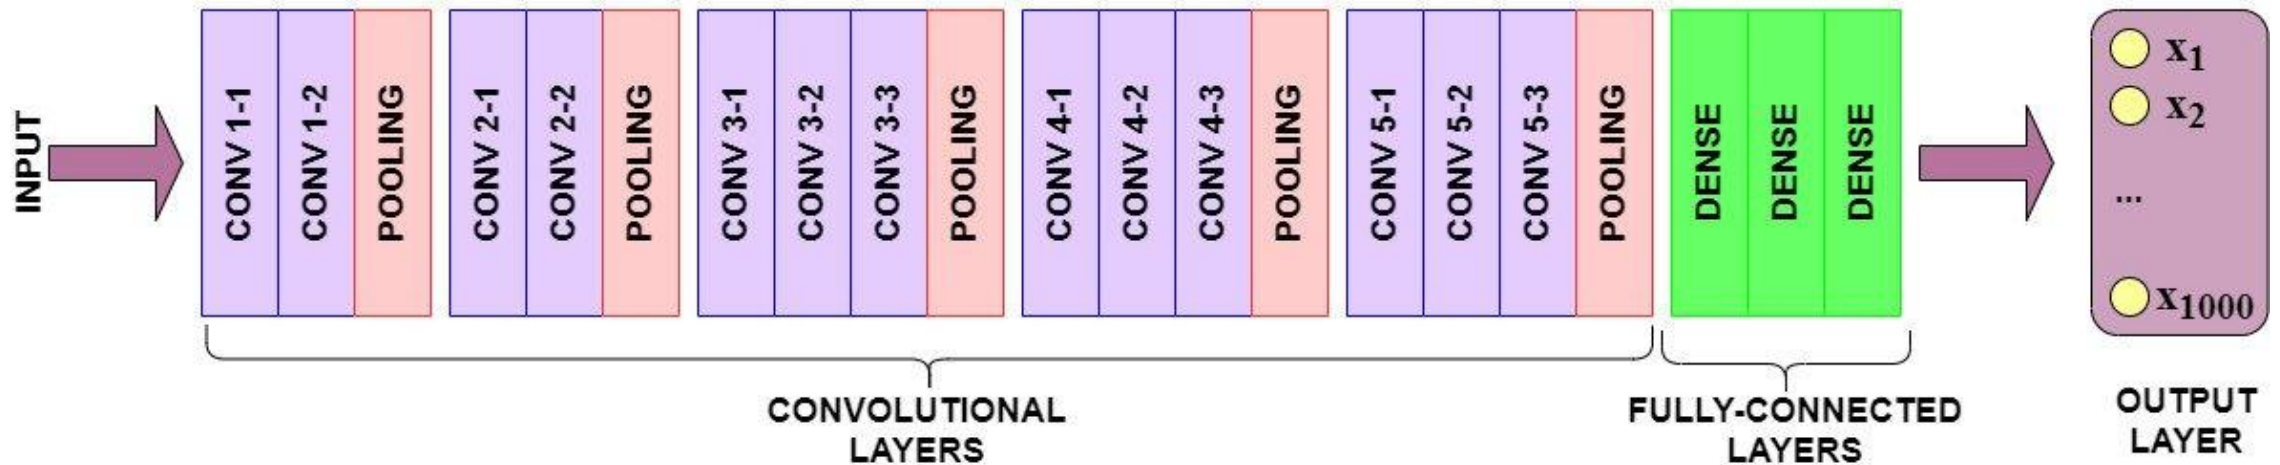 INPUT
CONV 1-1
CONV 1-2
POOLING
CONV 2-1
CONV 2-2
POOLING
CONV 3-1
CONV 3-2
CONV 3-3
POOLING
CONV 4-1
CONV 4-2
CONV 4-3
POOLING
CONV 5-1
CONV 5-2
CONV 5-3
POOLING
DENSE
DENSE
DENSE
x1
x2
...
x1000
CONVOLUTIONAL
LAYERS
FULLY-CONNECTED
LAYERS
OUTPUT
LAYER